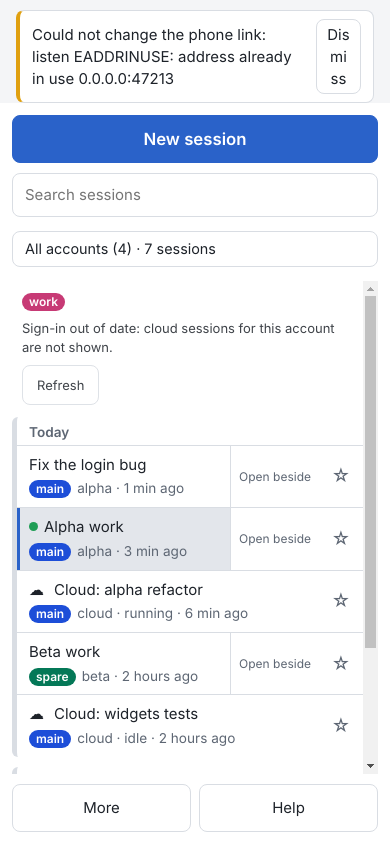 Could not change the phone link:
listen EADDRINUSE: address already
in use 0.0.0.0:47213
Dis
mi
ss
New session
Search sessions
All accounts (4) · 7 sessions
work
Sign-in out of date: cloud sessions for this account
are not shown.
Refresh
Today
Fix the login bug
main alpha · 1 min ago
Open beside
Alpha work
main alpha · 3 min ago
Open beside
Cloud: alpha refactor
main cloud · running · 6 min ago
Beta work
spare beta · 2 hours ago
Open beside
Cloud: widgets tests
main cloud · idle · 2 hours ago
More
Help